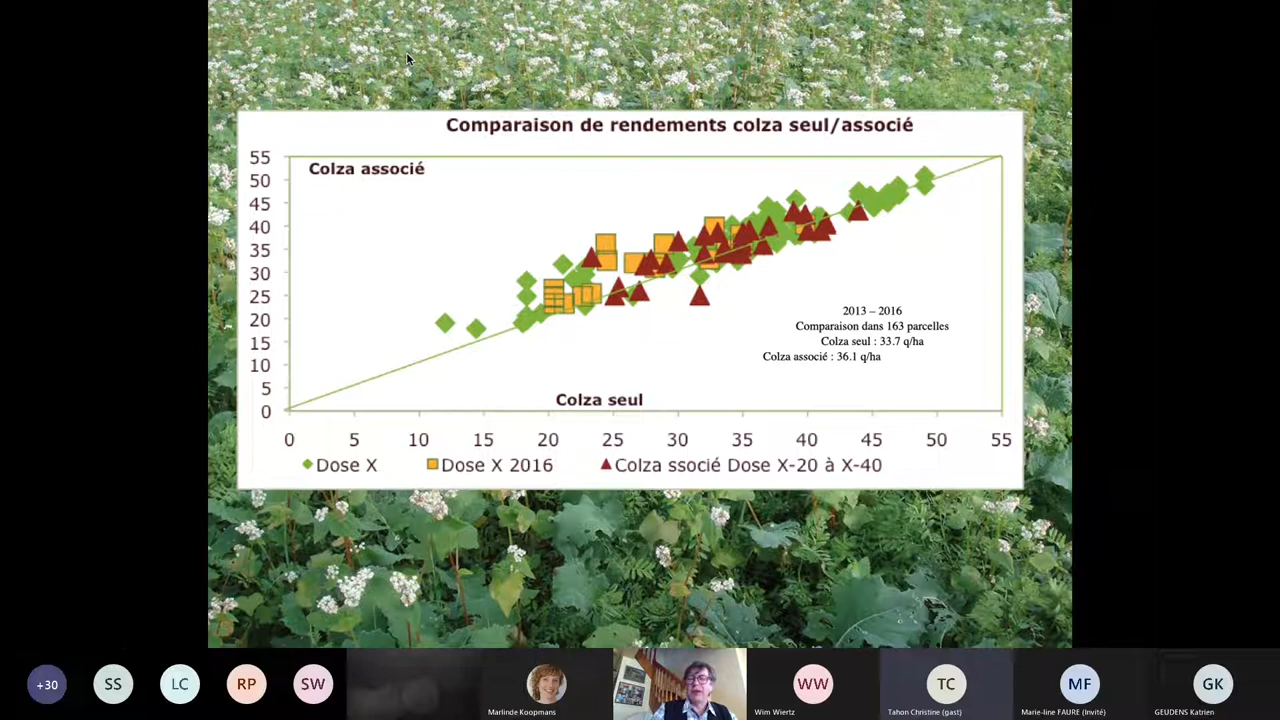 Comparaison de rendements colza seul/associé
55
Colza associé
50
45
40
35
30
25
20
15
10
5
0
2013 – 2016
Comparaison dans 163 parcelles
Colza seul : 33.7 q/ha
Colza associé : 36.1 q/ha
Colza seul
0 5 10 15 20 25 30 35 40 45 50 55
Dose X Dose X 2016 Colza ssocié Dose X-20 à X-40
+30 SS LC RP SW WW TC MF GK
Marlinde Koopmans Wim Wiertz Tahon Christine (gast) Marie-line FAURE (Invité) GEUDENS Katrien